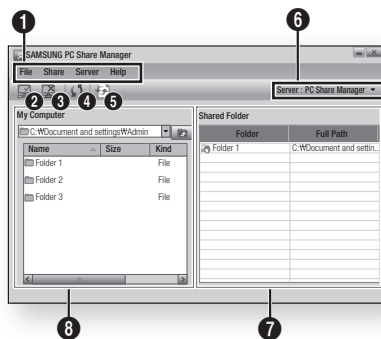 1 6
SAMSUNG PC Share Manager
File Share Server Help
2 3 4 5
Server : PC Share Manager
My Computer
C:₩Document and settings₩Admin
Name Size Kind
Folder 1 File
Folder 2 File
Folder 3 File
Shared Folder
Folder Full Path
Folder 1 C:₩Document and settin..
8 7